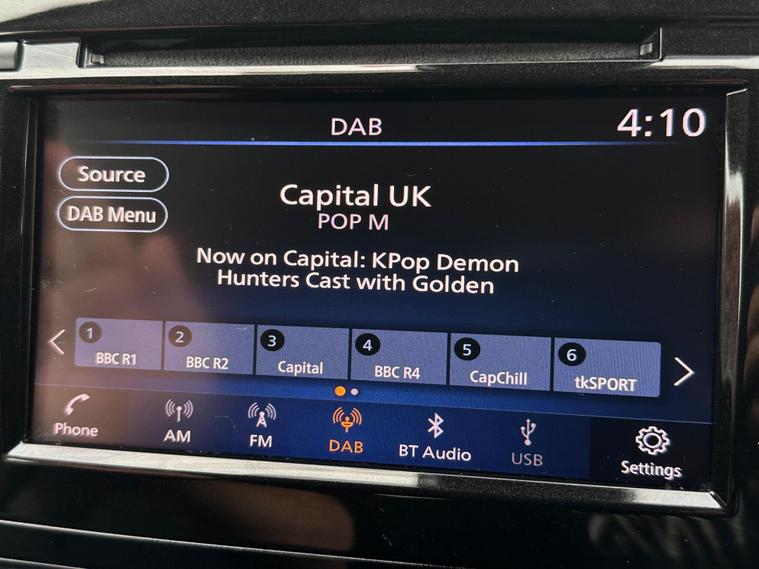 DAB
4:10
Source
DAB Menu
Capital UK
POP M
Now on Capital: KPop Demon
Hunters Cast with Golden
1 2 3 4 5 6
BBC R1 BBC R2 Capital BBC R4 CapChill tkSPORT
Phone AM FM DAB BT Audio USB Settings